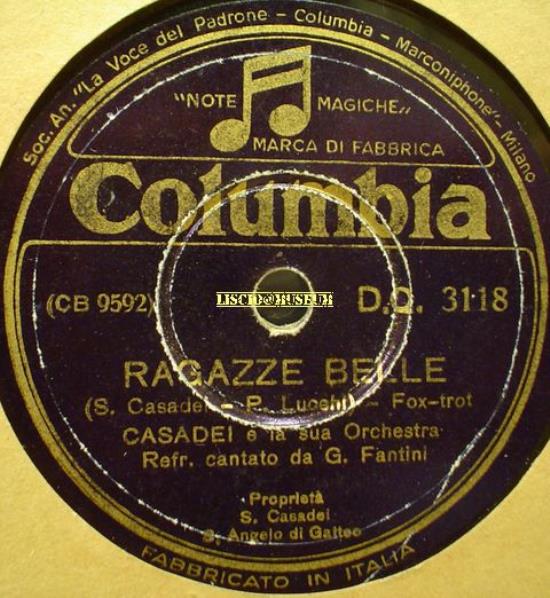 Soc. An. "La Voce del Padrone - Columbia - Marconiphone" - Milano
"NOTE MAGICHE"
MARCA DI FABBRICA
Columbia
(CB 9592)
LISCIO@MUSEUM
D.Q. 3118
RAGAZZE BELLE
(S. Casadei - P. Lucchi) - Fox-trot
CASADEI e la sua Orchestra
Refr. cantato da G. Fantini
Proprietà
S. Casadei
S. Angelo di Gatteo
FABBRICATO IN ITALIA